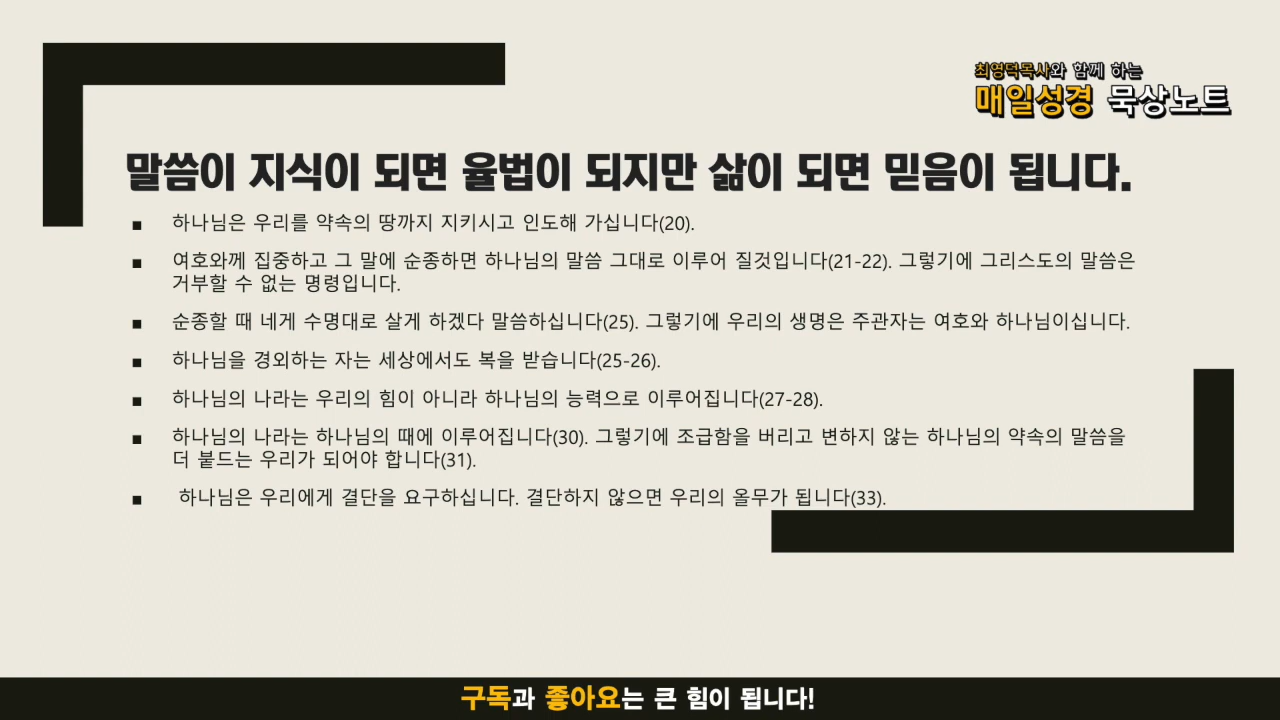 최영덕목사와 함께 하는
매일성경 묵상노트
말씀이 지식이 되면 율법이 되지만 삶이 되면 믿음이 됩니다.
■ 하나님은 우리를 약속의 땅까지 지키시고 인도해 가십니다(20).
■ 여호와께 집중하고 그 말에 순종하면 하나님의 말씀 그대로 이루어 질것입니다(21-22). 그렇기에 그리스도의 말씀은
거부할 수 없는 명령입니다.
■ 순종할 때 네게 수명대로 살게 하겠다 말씀하십니다(25). 그렇기에 우리의 생명은 주관자는 여호와 하나님이십니다.
■ 하나님을 경외하는 자는 세상에서도 복을 받습니다(25-26).
■ 하나님의 나라는 우리의 힘이 아니라 하나님의 능력으로 이루어집니다(27-28).
■ 하나님의 나라는 하나님의 때에 이루어집니다(30). 그렇기에 조급함을 버리고 변하지 않는 하나님의 약속의 말씀을
더 붙드는 우리가 되어야 합니다(31).
■ 하나님은 우리에게 결단을 요구하십니다. 결단하지 않으면 우리의 올무가 됩니다(33).
구독과 좋아요는 큰 힘이 됩니다!